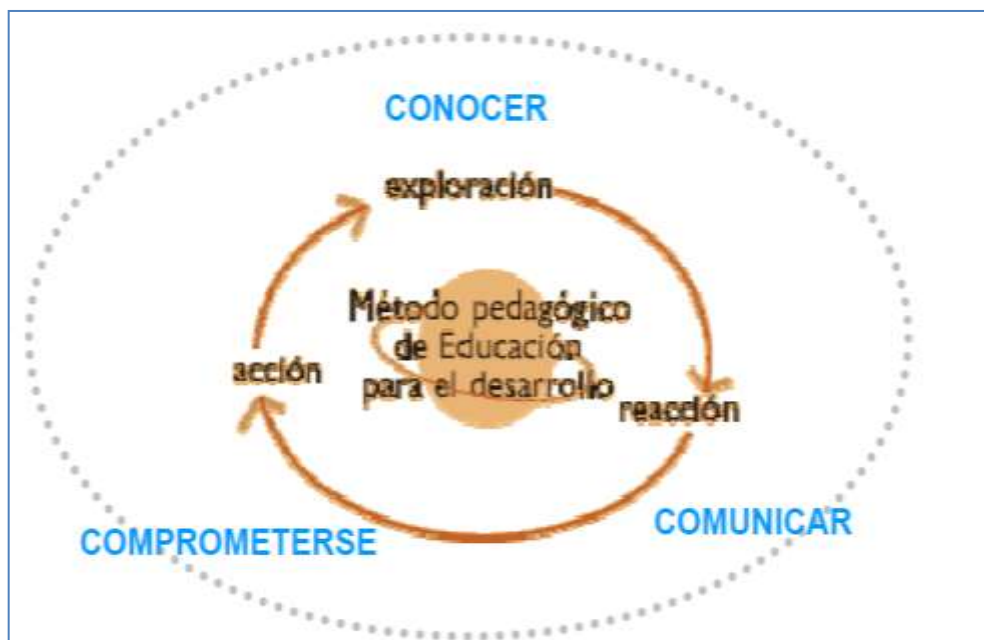 CONOCER
exploración
Método pedagógico
de Educación
para el desarrollo
acción
reacción
COMUNICAR
COMPROMETERSE